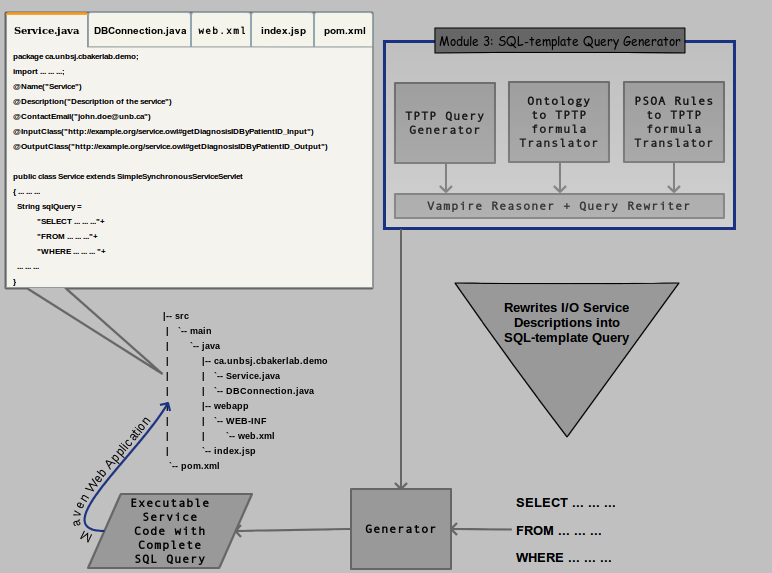 Service.java DBConnection.java web.xml index.jsp pom.xml
package ca.unbsj.cbakerlab.demo;
import ... ... ...;
@Name("Service")
@Description("Description of the service")
@ContactEmail("john.doe@unb.ca")
@InputClass("http://example.org/service.owl#getDiagnosisIDByPatientID_Input")
@OutputClass("http://example.org/service.owl#getDiagnosisIDByPatientID_Output")
public class Service extends SimpleSynchronousServiceServlet
{ ... ... ...
String sqlQuery =
"SELECT ... ... ..."+
"FROM ... ... ..."+
"WHERE ... ... ... "+
... ... ...
}
Module 3: SQL-template Query Generator
TPTP Query
Generator
Ontology
to TPTP
formula
Translator
PSOA Rules
to TPTP
formula
Translator
Vampire Reasoner + Query Rewriter
Rewrites I/O Service
Descriptions into
SQL-template Query
|-- src
| `-- main
| `-- java
| |-- ca.unbsj.cbakerlab.demo
| | `-- Service.java
| | `-- DBConnection.java
| |-- webapp
| | `-- WEB-INF
| | `-- web.xml
| `-- index.jsp
`-- pom.xml
Maven Web Application
Executable
Service
Code with
Complete
SQL Query
Generator
SELECT ... ... ...
FROM ... ... ...
WHERE ... ... ...